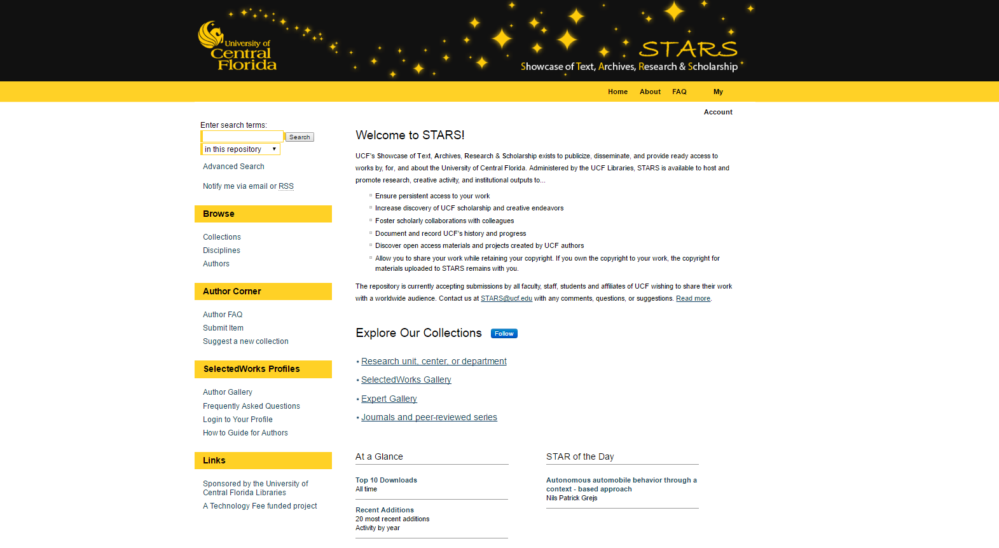 University of
Central
Florida
STARS
Showcase of Text, Archives, Research & Scholarship
Home About FAQ My
Account
Enter search terms:
Search
in this repository
Advanced Search
Notify me via email or RSS
Browse
Collections
Disciplines
Authors
Author Corner
Author FAQ
Submit Item
Suggest a new collection
SelectedWorks Profiles
Author Gallery
Frequently Asked Questions
Login to Your Profile
How to Guide for Authors
Links
Sponsored by the University of
Central Florida Libraries
A Technology Fee funded project
Welcome to STARS!
UCF's Showcase of Text, Archives, Research & Scholarship exists to publicize, disseminate, and provide ready access to
works by, for, and about the University of Central Florida. Administered by the UCF Libraries, STARS is available to host and
promote research, creative activity, and institutional outputs to...
Ensure persistent access to your work
Increase discovery of UCF scholarship and creative endeavors
Foster scholarly collaborations with colleagues
Document and record UCF's history and progress
Discover open access materials and projects created by UCF authors
Allow you to share your work while retaining your copyright. If you own the copyright to your work, the copyright for
materials uploaded to STARS remains with you.
The repository is currently accepting submissions by all faculty, staff, students and affiliates of UCF wishing to share their work
with a worldwide audience. Contact us at STARS@ucf.edu with any comments, questions, or suggestions. Read more.
Explore Our Collections Follow
• Research unit, center, or department
• SelectedWorks Gallery
• Expert Gallery
• Journals and peer-reviewed series
At a Glance
Top 10 Downloads
All time
Recent Additions
20 most recent additions
Activity by year
STAR of the Day
Autonomous automobile behavior through a
context - based approach
Nils Patrick Grejs